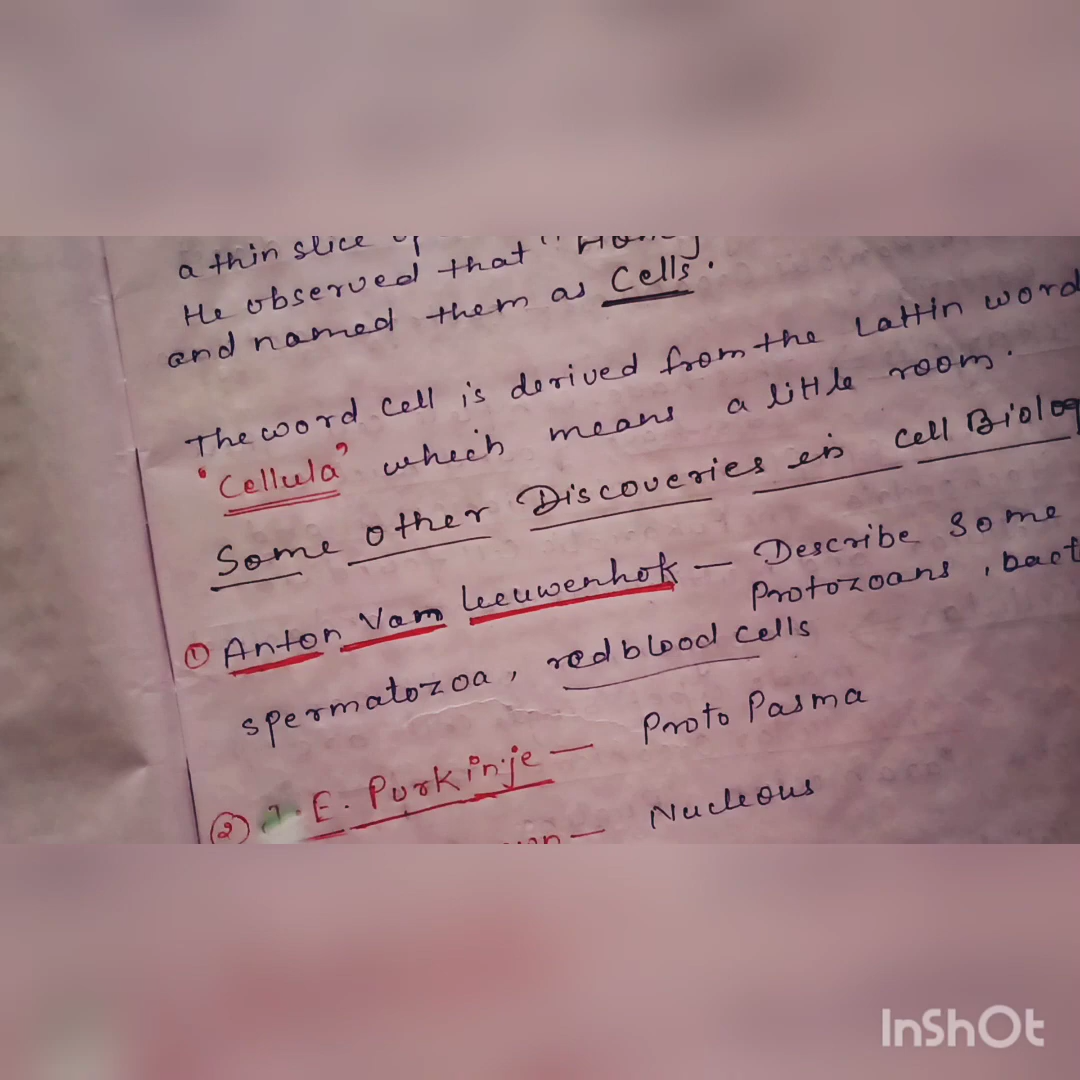 a thin slice of
He observed that "
and named them as Cells.
The word cell is derived from the Lattin word
"Cellula" which means a little room.
Some other Discoveries in Cell Biolog
① Anton Vam Leeuwenhok — Describe Some
Protozoans, bact
spermatozoa, red blood cells
② J. E. Purkinje — Proto Pasma
— Nucleous
InShOt